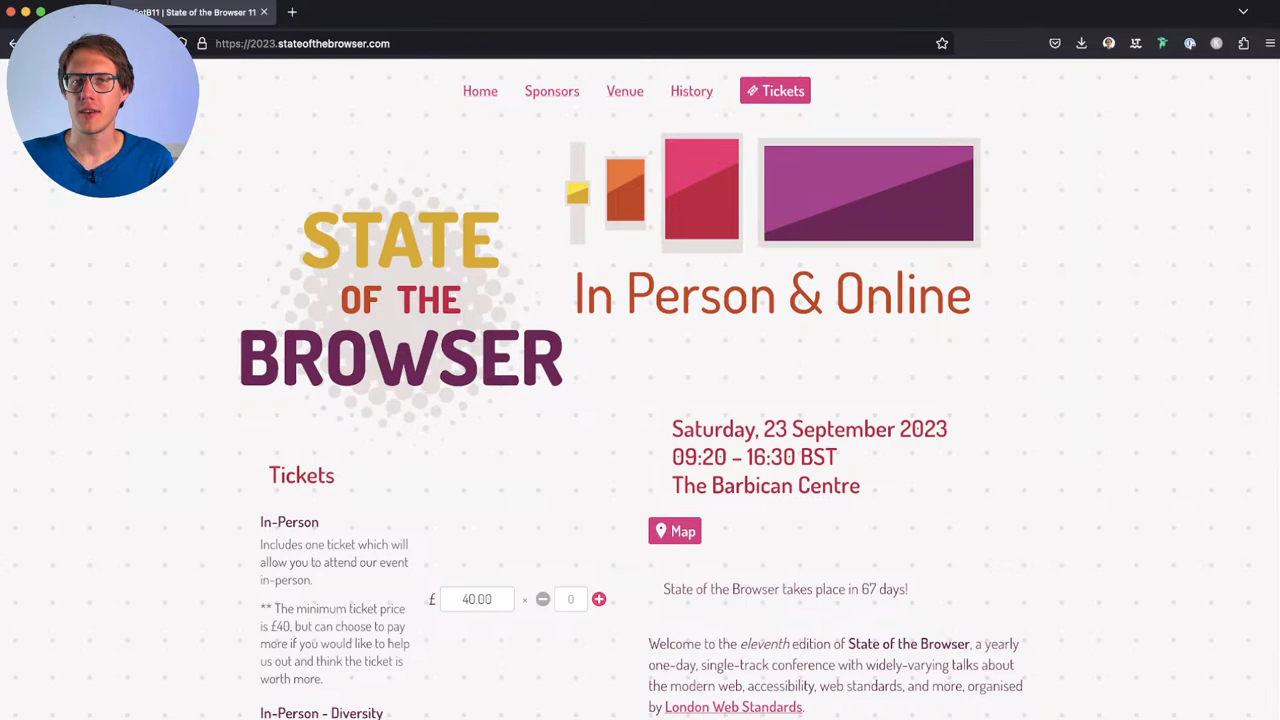 SotB11 | State of the Browser 11
https://2023.stateofthebrowser.com
Home
Sponsors
Venue
History
Tickets
STATE
OF THE
BROWSER
In Person & Online
Saturday, 23 September 2023
09:20 – 16:30 BST
The Barbican Centre
Map
Tickets
In-Person
Includes one ticket which will
allow you to attend our event
in-person.
** The minimum ticket price
is £40, but can choose to pay
more if you would like to help
us out and think the ticket is
worth more.
£ 40.00 × 0
In-Person - Diversity
State of the Browser takes place in 67 days!
Welcome to the eleventh edition of State of the Browser, a yearly
one-day, single-track conference with widely-varying talks about
the modern web, accessibility, web standards, and more, organised
by London Web Standards.